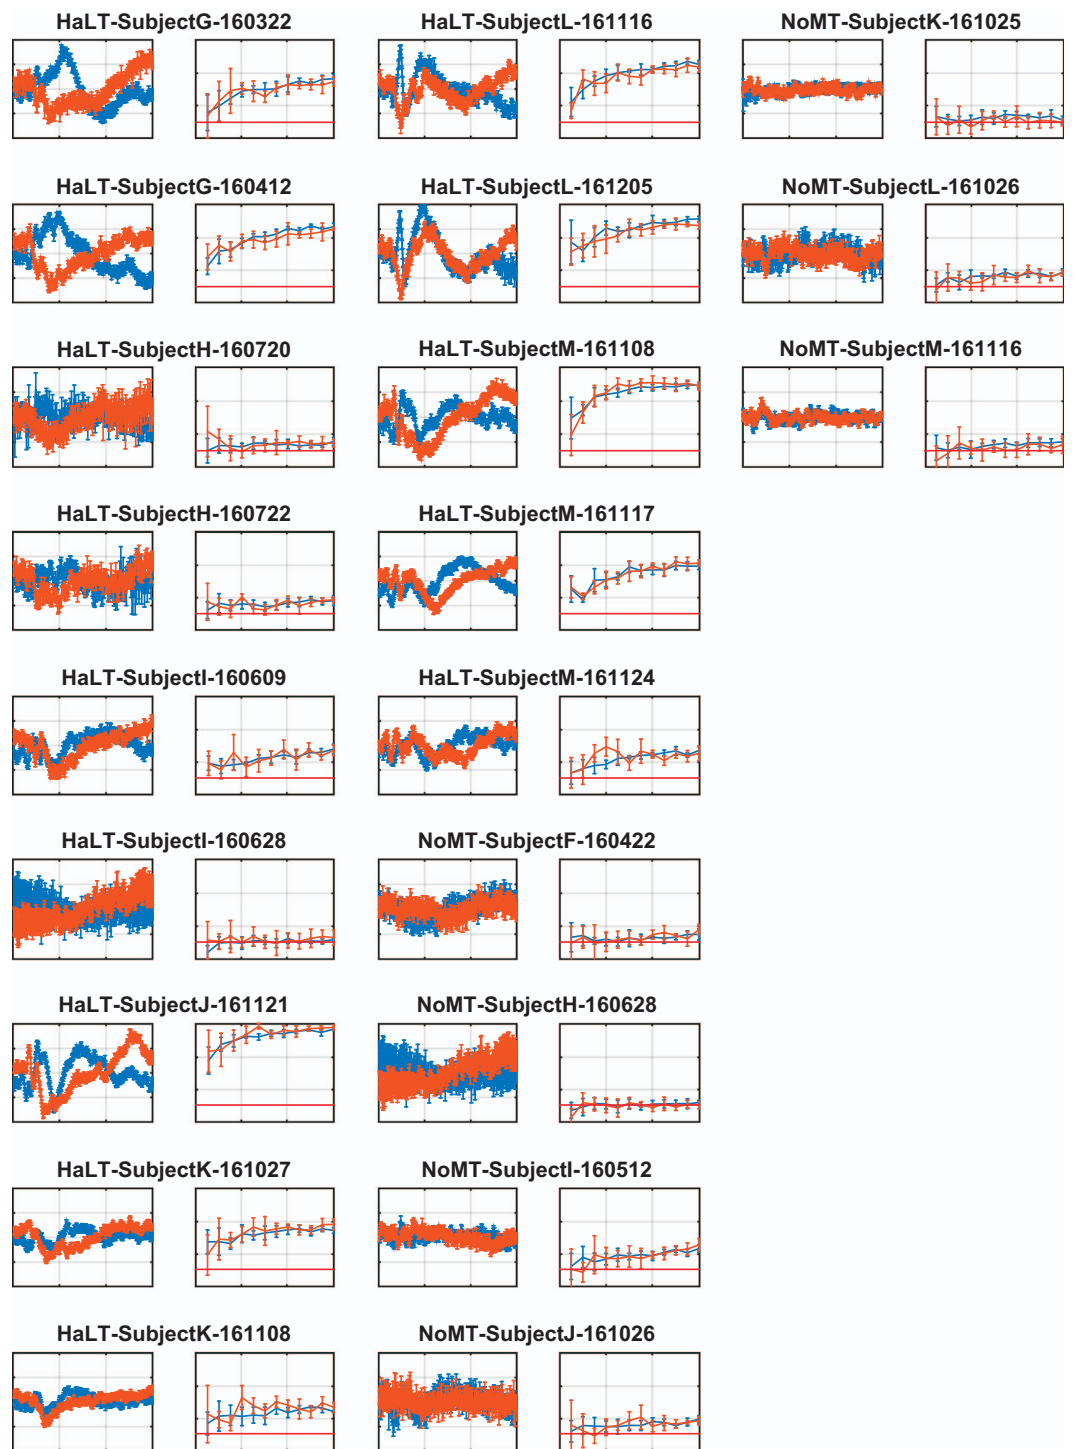 HaLT-SubjectG-160322
HaLT-SubjectL-161116
NoMT-SubjectK-161025
HaLT-SubjectG-160412
HaLT-SubjectL-161205
NoMT-SubjectL-161026
HaLT-SubjectH-160720
HaLT-SubjectM-161108
NoMT-SubjectM-161116
HaLT-SubjectH-160722
HaLT-SubjectM-161117
HaLT-SubjectI-160609
HaLT-SubjectM-161124
HaLT-SubjectI-160628
NoMT-SubjectF-160422
HaLT-SubjectJ-161121
NoMT-SubjectH-160628
HaLT-SubjectK-161027
NoMT-SubjectI-160512
HaLT-SubjectK-161108
NoMT-SubjectJ-161026